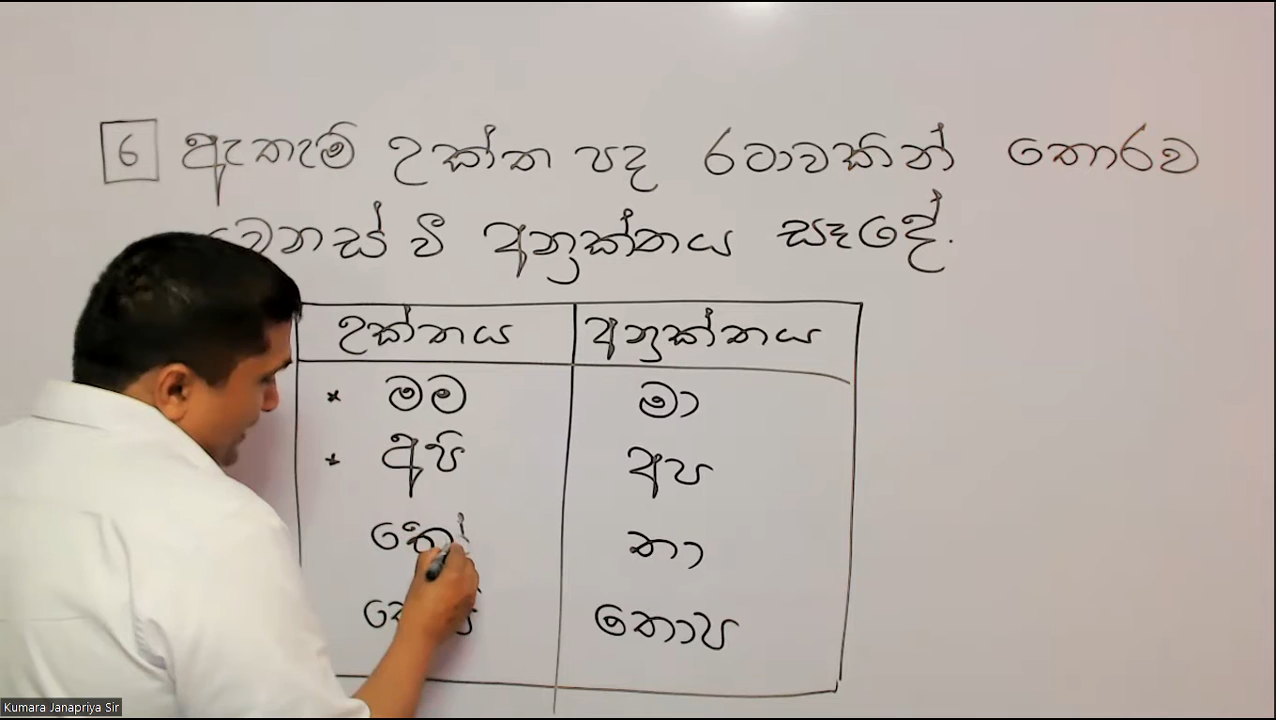 6 ඇතැම් උක්ත පද රටාවකින් තොරව
වෙනස් වී අනුක්තය සෑදේ.
උක්තය අනුක්තය
* මම මා
* අපි අප
තෝ තා
තොප
Kumara Janapriya Sir